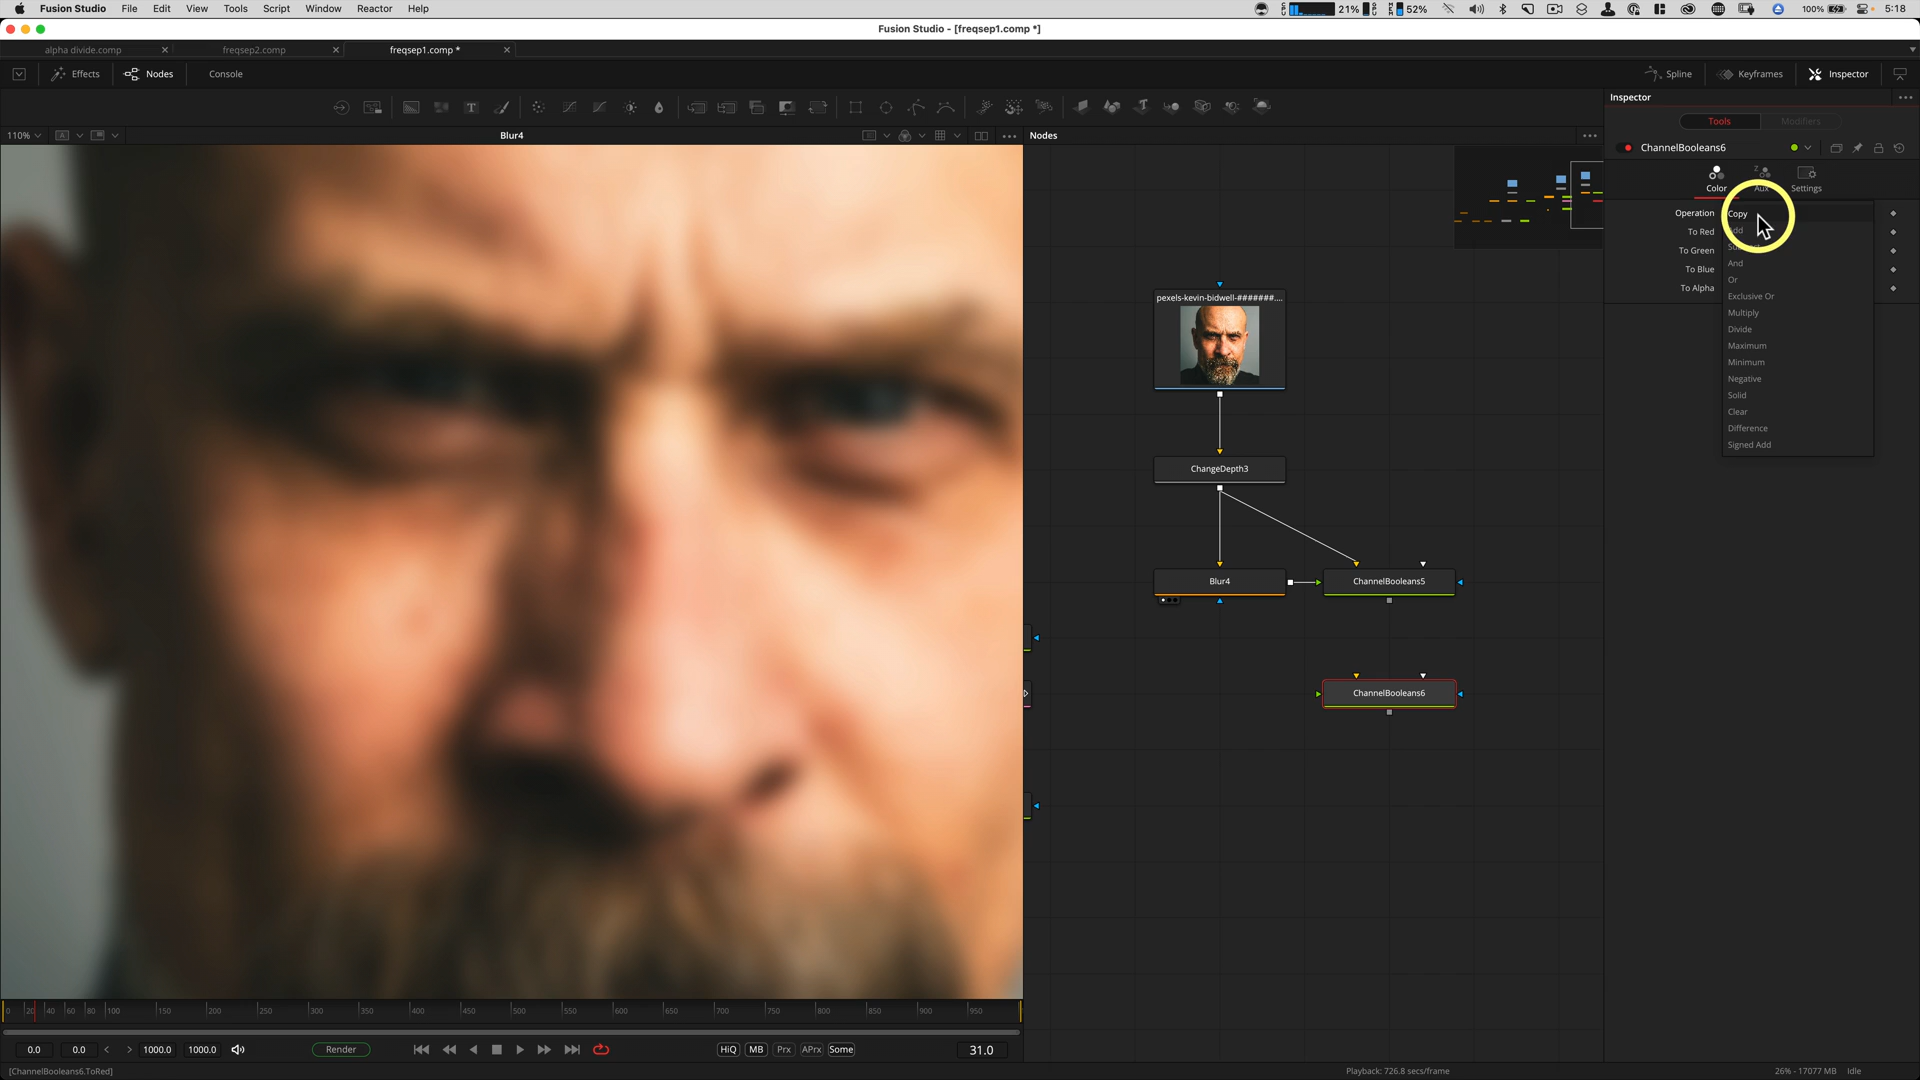 Fusion Studio File Edit View Tools Script Window Reactor Help
21% 52% 100% 5:18
Fusion Studio - [freqsep1.comp *]
alpha divide.comp freqsep2.comp freqsep1.comp *
Effects Nodes Console Spline Keyframes Inspector
110% Blur4 Nodes Inspector
Tools Modifiers
ChannelBooleans6
Color Aux Settings
Operation Copy
To Red Add
To Green
To Blue And
To Alpha Or
Exclusive Or
Multiply
Divide
Maximum
Minimum
Negative
Solid
Clear
Difference
Signed Add
pexels-kevin-bidwell-#######....
ChangeDepth3
Blur4 ChannelBooleans5
ChannelBooleans6
0 20 40 60 80 100 150 200 250 300 350 400 450 500 550 600 650 700 750 800 850 900 950
0.0 0.0 < > 1000.0 1000.0 Render HiQ MB Prx APrx Some 31.0
[ChannelBooleans6.ToRed] Playback: 726.8 secs/frame 26% - 17077 MB Idle